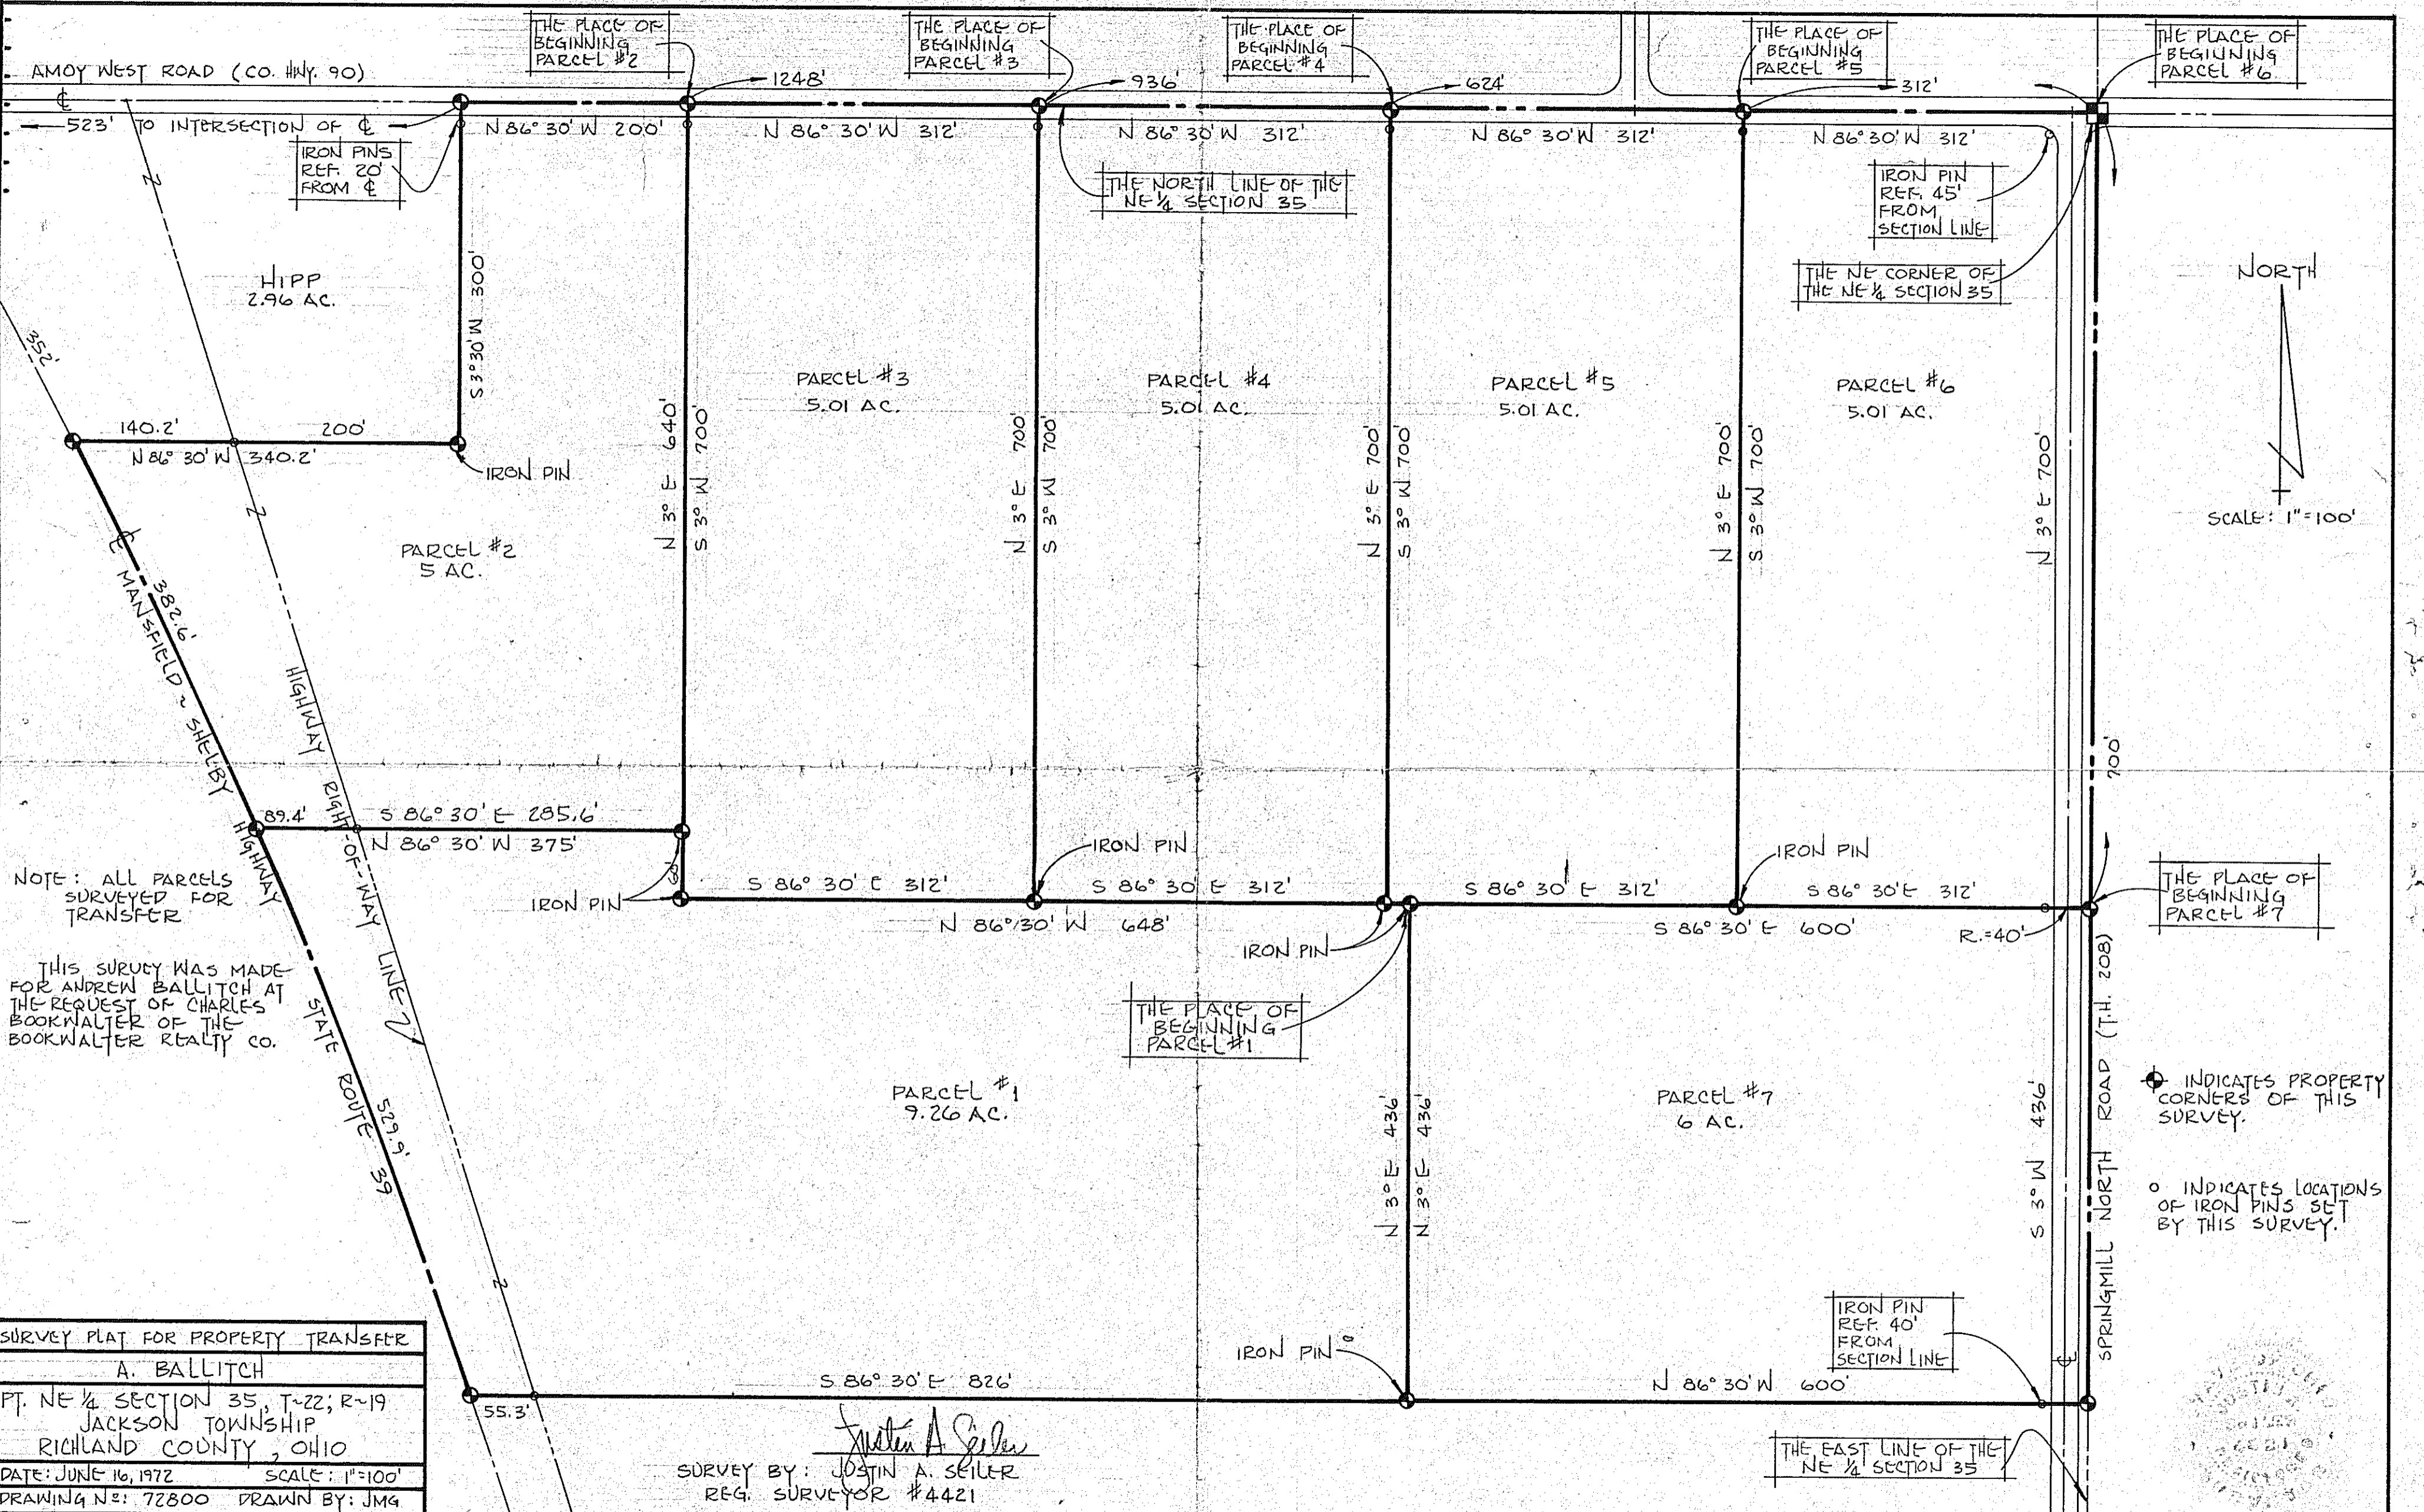 THE PLACE OF
BEGINNING
PARCEL #2
THE PLACE OF
BEGINNING
PARCEL #3
THE PLACE OF
BEGINNING
PARCEL #4
THE PLACE OF
BEGINNING
PARCEL #5
THE PLACE OF
BEGINNING
PARCEL #6
AMOY WEST ROAD (CO. HWY. 90)
1248'
936'
624'
312'
523' TO INTERSECTION OF ℄
℄
N 86° 30' W 200'
N 86° 30' W 312'
N 86° 30' W 312'
N 86° 30' W 312'
N 86° 30' W 312'
IRON PINS
REF. 20'
FROM ℄
THE NORTH LINE OF THE
NE ¼ SECTION 35
IRON PIN
REF. 45'
FROM
SECTION LINE
THE NE CORNER OF
THE NE ¼ SECTION 35
NORTH
SCALE: 1"=100'
HIPP
2.96 AC.
S 3° 30' W 300'
352'
140.2'
200'
N 86° 30' W 340.2'
IRON PIN
PARCEL #2
5 AC.
N 3° E 640'
S 3° W 700'
PARCEL #3
5.01 AC.
N 3° E 700'
S 3° W 700'
PARCEL #4
5.01 AC.
N 3° E 700'
S 3° W 700'
PARCEL #5
5.01 AC.
N 3° E 700'
S 3° W 700'
PARCEL #6
5.01 AC.
N 3° E 700'
700'
℄ MANSFIELD ~ SHELBY HIGHWAY STATE ROUTE 39
382.6'
529.9'
HIGHWAY RIGHT-OF-WAY LINE
89.4'
S 86° 30' E 285.6'
N 86° 30' W 375'
60'
IRON PIN
S 86° 30' E 312'
IRON PIN
S 86° 30' E 312'
N 86° 30' W 648'
IRON PIN
S 86° 30' E 312'
IRON PIN
S 86° 30' E 312'
S 86° 30' E 600'
R.=40'
THE PLACE OF
BEGINNING
PARCEL #7
THE PLACE OF
BEGINNING
PARCEL #1
NOTE: ALL PARCELS
SURVEYED FOR
TRANSFER
THIS SURVEY WAS MADE
FOR ANDREW BALLITCH AT
THE REQUEST OF CHARLES
BOOKWALTER OF THE
BOOKWALTER REALTY CO.
PARCEL #1
9.26 AC.
N 3° E 436'
N 3° E 436'
PARCEL #7
6 AC.
S 3° W 436'
SPRINGMILL NORTH ROAD (T.H. 208)
℄
INDICATES PROPERTY
CORNERS OF THIS
SURVEY.
INDICATES LOCATIONS
OF IRON PINS SET
BY THIS SURVEY.
IRON PIN
REF. 40'
FROM
SECTION LINE
IRON PIN
55.3'
S 86° 30' E 826'
N 86° 30' W 600'
THE EAST LINE OF THE
NE ¼ SECTION 35
Justin A. Seiler
SURVEY BY: JUSTIN A. SEILER
REG. SURVEYOR #4421
SURVEY PLAT FOR PROPERTY TRANSFER
A. BALLITCH
PT. NE ¼ SECTION 35, T~22; R~19
JACKSON TOWNSHIP
RICHLAND COUNTY, OHIO
DATE: JUNE 16, 1972 SCALE: 1"=100'
DRAWING Nº: 72800 DRAWN BY: JMG